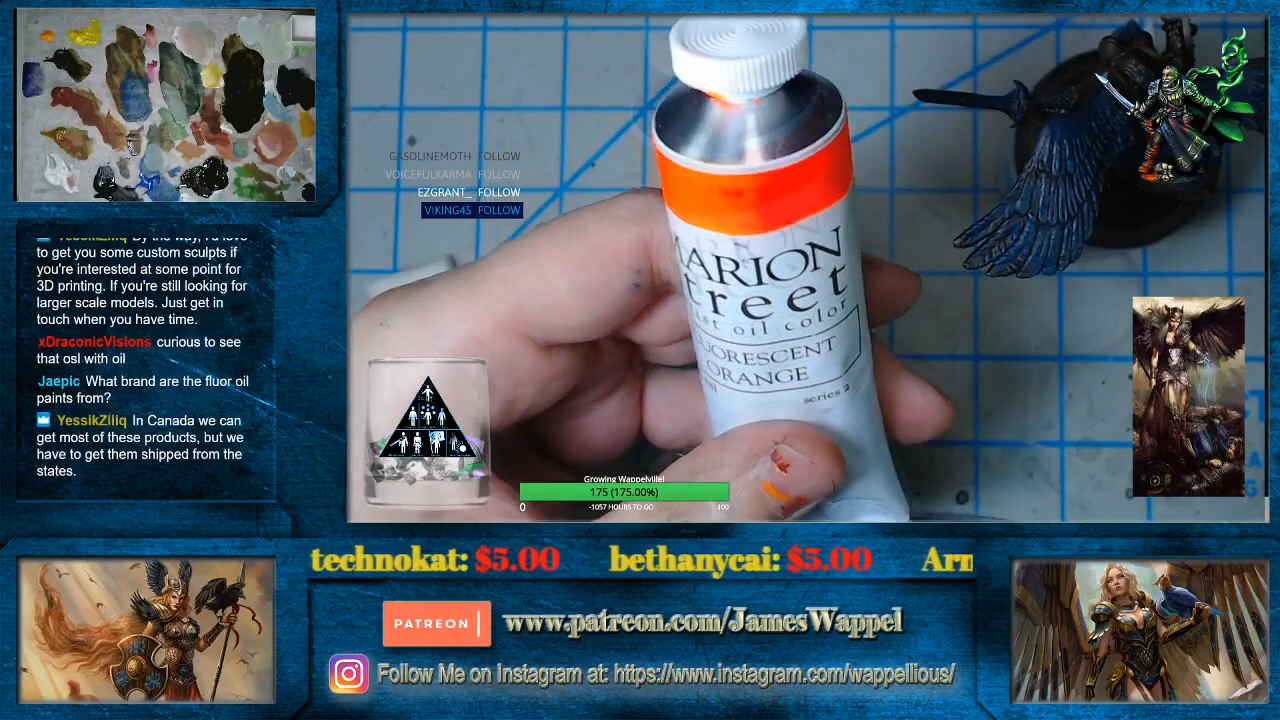 YessikZiilq By the way, I'd love
to get you some custom sculpts if
you're interested at some point for
3D printing. If you're still looking for
larger scale models. Just get in
touch when you have time.
xDraconicVisions curious to see
that osl with oil
Jaepic What brand are the fluor oil
paints from?
YessikZiilq In Canada we can
get most of these products, but we
have to get them shipped from the
states.
GASOLINEMOTH FOLLOW
VOICEFULKARMA FOLLOW
EZGRANT_ FOLLOW
VIKING45 FOLLOW
MARION
treet
ist oil color
UORESCENT
ORANGE
series 2
Growing Wappelville!
175 (175.00%)
0 -1057 HOURS TO GO 100
technokat: $5.00 bethanycai: $5.00 Arm
PATREON www.patreon.com/JamesWappel
Follow Me on Instagram at: https://www.instagram.com/wappellious/